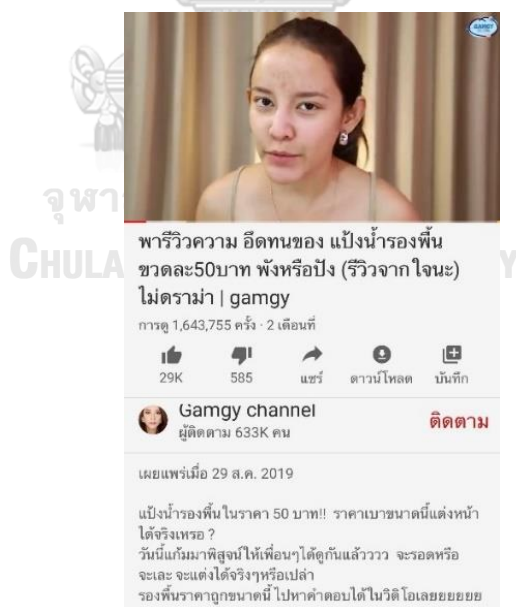 GAMGY
จุฬา
CHULA
Y
พารีวิวความ อึดทนของ แป้งน้ำรองพื้น
ขวดละ50บาท พังหรือปัง (รีวิวจากใจนะ)
ไม่ดราม่า | gamgy
การดู 1,643,755 ครั้ง · 2 เดือนที่
29K
585
แชร์
ดาวน์โหลด
บันทึก
Gamgy channel
ผู้ติดตาม 633K คน
ติดตาม
เผยแพร่เมื่อ 29 ส.ค. 2019
แป้งน้ำรองพื้นในราคา 50 บาท!! ราคาเบาขนาดนี้แต่งหน้า
ได้จริงเหรอ ?
วันนี้แก้มมาพิสูจน์ให้เพื่อนๆได้ดูกันแล้วววว จะรอดหรือ
จะเละ จะแต่งได้จริงๆหรือเปล่า
รองพื้นราคาถูกขนาดนี้ ไปหาคำตอบได้ในวิดิโอเลยยยยยย